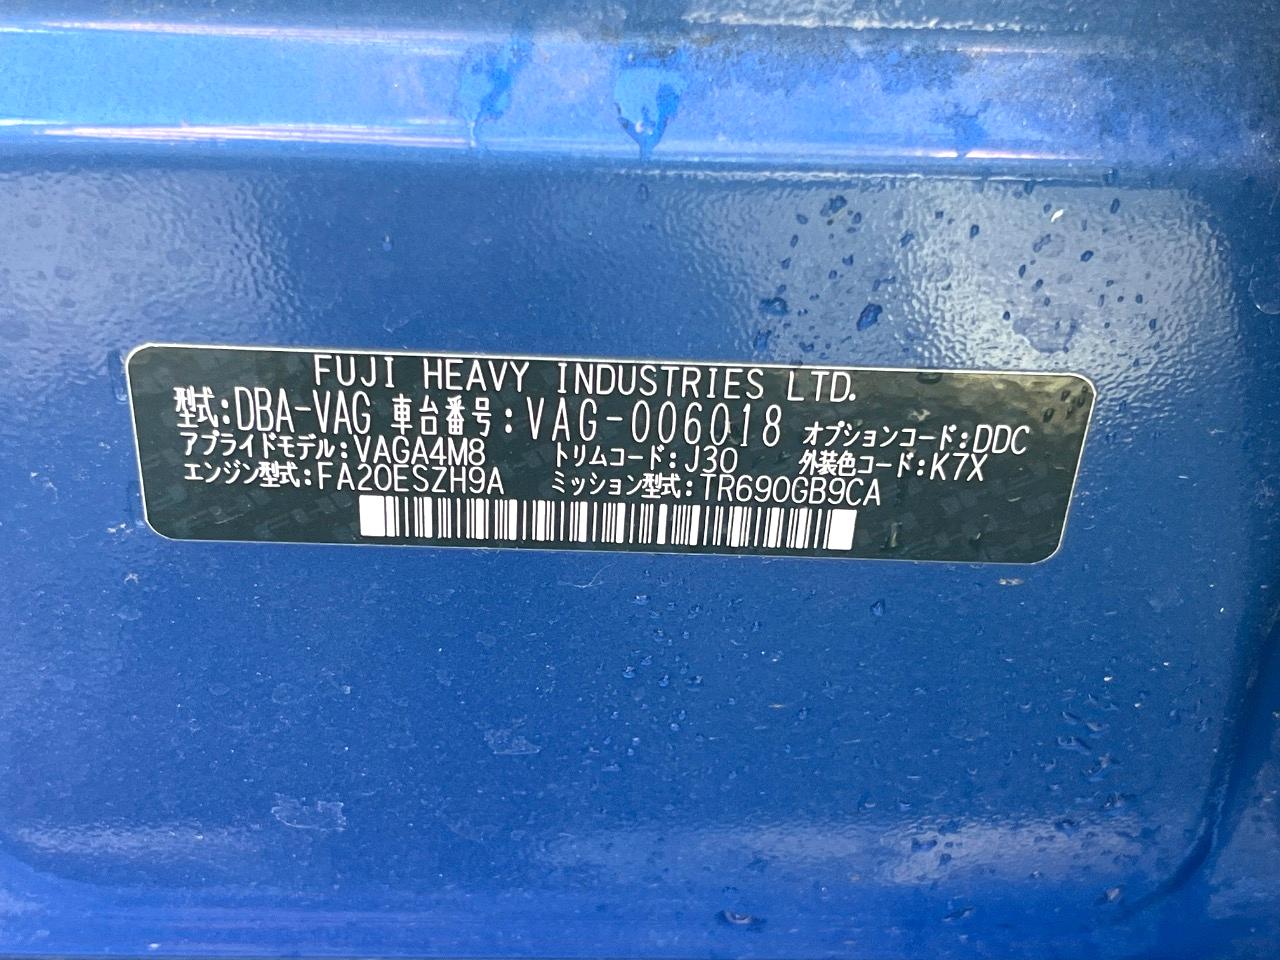 FUJI HEAVY INDUSTRIES LTD.
型式:DBA-VAG 車台番号:VAG-006018 オプションコード:DDC
アプライドモデル:VAGA4M8 トリムコード:J30 外装色コード:K7X
エンジン型式:FA20ESZH9A ミッション型式:TR690GB9CA